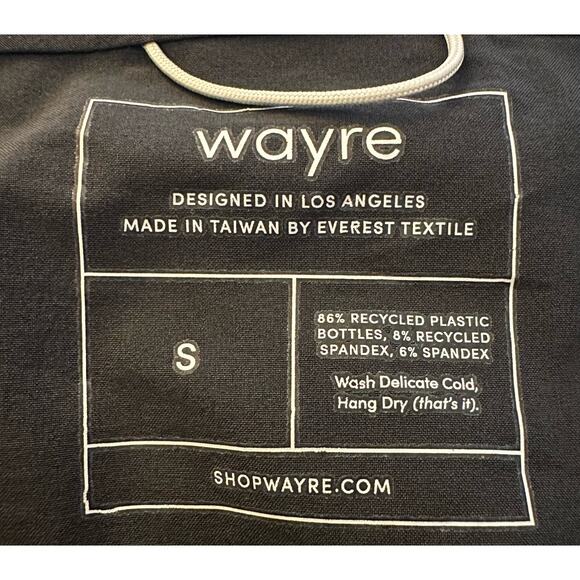 wayre
DESIGNED IN LOS ANGELES
MADE IN TAIWAN BY EVEREST TEXTILE
S
86% RECYCLED PLASTIC
BOTTLES, 8% RECYCLED
SPANDEX, 6% SPANDEX
Wash Delicate Cold,
Hang Dry (that's it).
SHOPWAYRE.COM